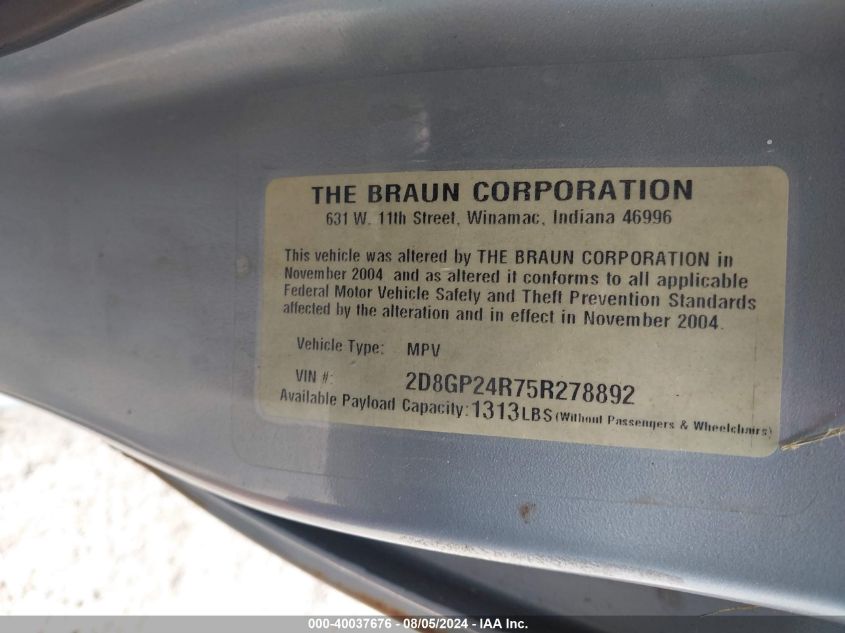 THE BRAUN CORPORATION
631 W. 11th Street, Winamac, Indiana 46996
This vehicle was altered by THE BRAUN CORPORATION in
November 2004 and as altered it conforms to all applicable
Federal Motor Vehicle Safety and Theft Prevention Standards
affected by the alteration and in effect in November 2004.
Vehicle Type: MPV
VIN #: 2D8GP24R75R278892
Available Payload Capacity: 1313LBS (Without Passengers & Wheelchairs)
000-40037676 - 08/05/2024 - IAA Inc.